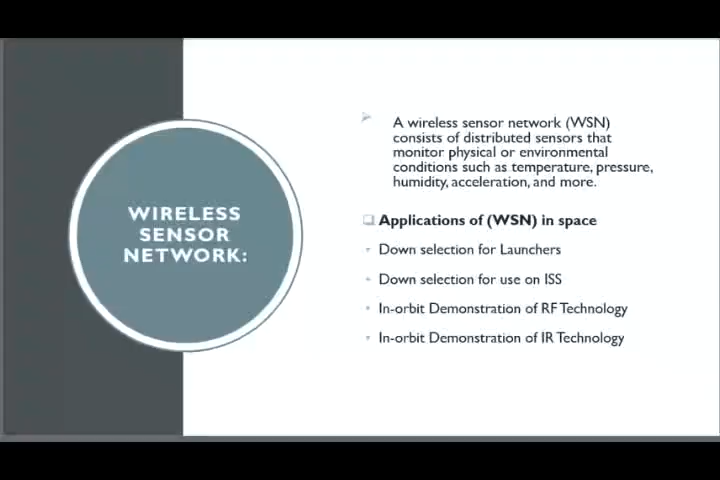 WIRELESS
SENSOR
NETWORK:
A wireless sensor network (WSN)
consists of distributed sensors that
monitor physical or environmental
conditions such as temperature, pressure,
humidity, acceleration, and more.
Applications of (WSN) in space
Down selection for Launchers
Down selection for use on ISS
In-orbit Demonstration of RF Technology
In-orbit Demonstration of IR Technology